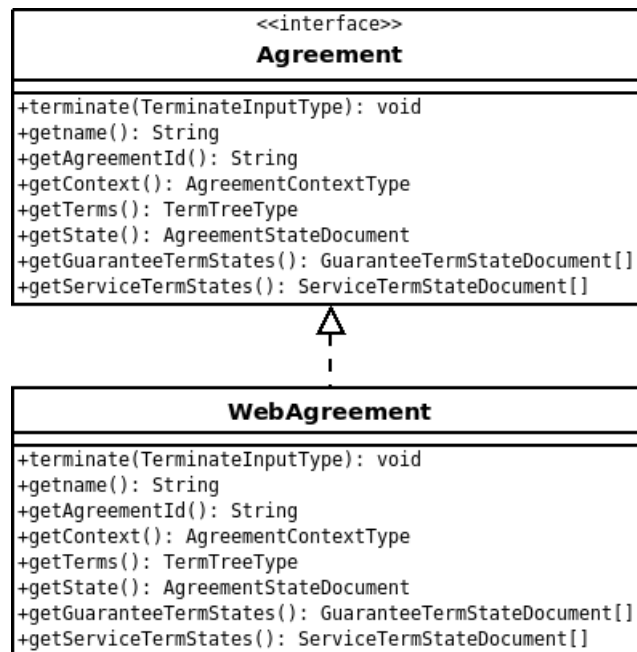 <<interface>>
Agreement
+terminate(TerminateInputType): void
+getname(): String
+getAgreementId(): String
+getContext(): AgreementContextType
+getTerms(): TermTreeType
+getState(): AgreementStateDocument
+getGuaranteeTermStates(): GuaranteeTermStateDocument[]
+getServiceTermStates(): ServiceTermStateDocument[]
WebAgreement
+terminate(TerminateInputType): void
+getname(): String
+getAgreementId(): String
+getContext(): AgreementContextType
+getTerms(): TermTreeType
+getState(): AgreementStateDocument
+getGuaranteeTermStates(): GuaranteeTermStateDocument[]
+getServiceTermStates(): ServiceTermStateDocument[]